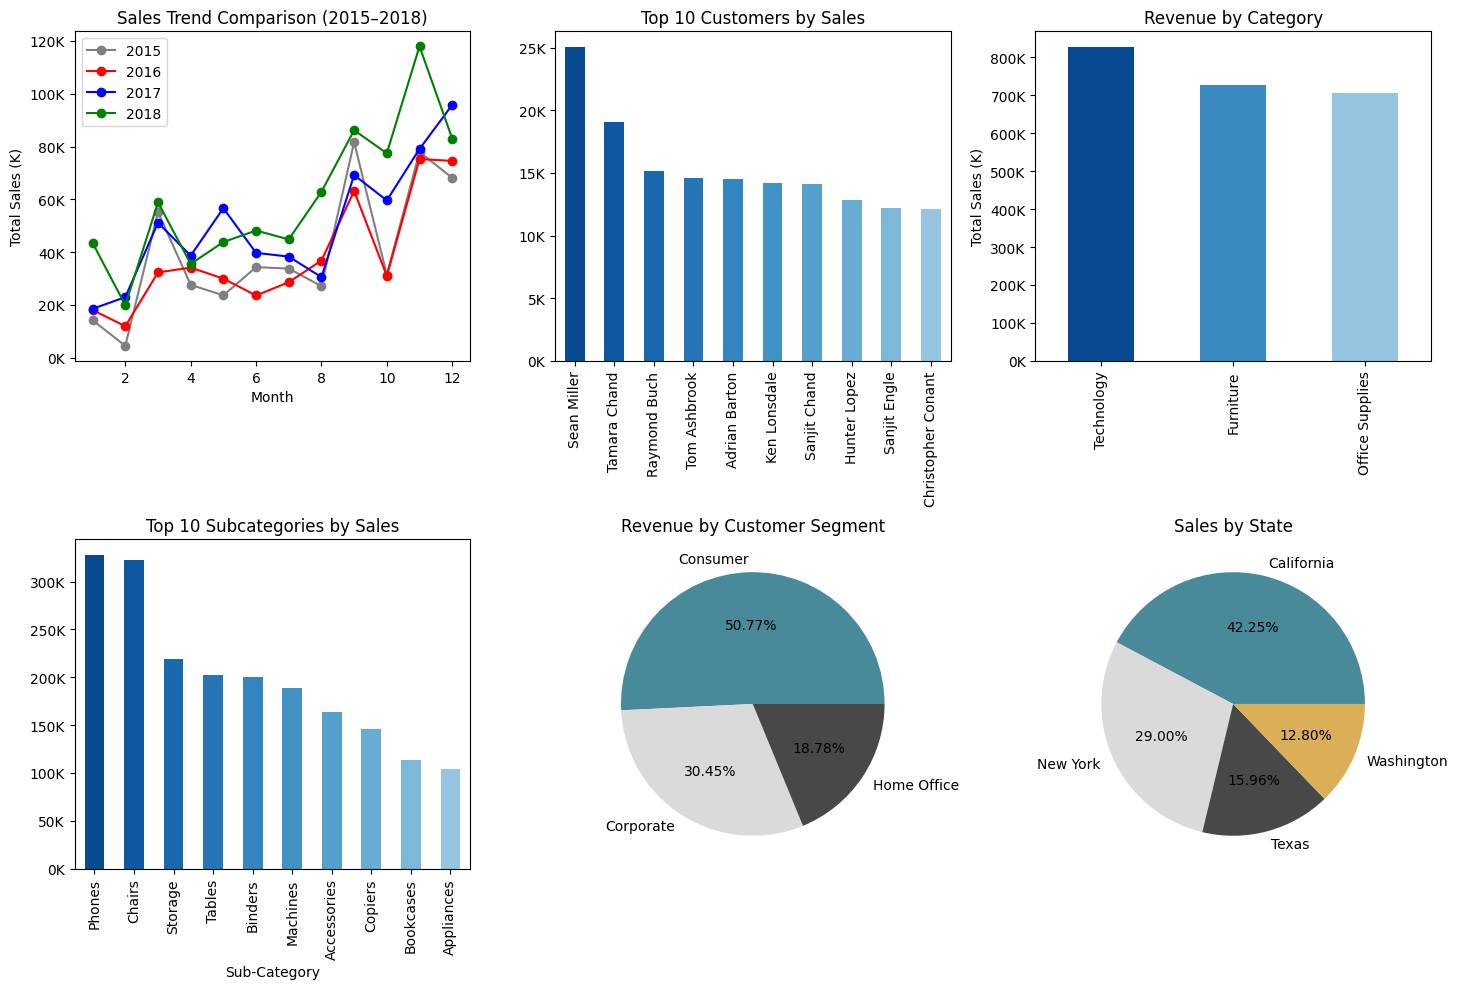 Sales Trend Comparison (2015–2018)
120K
100K
80K
60K
40K
20K
0K
Total Sales (K)
2015
2016
2017
2018
2 4 6 8 10 12
Month
Top 10 Customers by Sales
25K
20K
15K
10K
5K
0K
Sean Miller
Tamara Chand
Raymond Buch
Tom Ashbrook
Adrian Barton
Ken Lonsdale
Sanjit Chand
Hunter Lopez
Sanjit Engle
Christopher Conant
Revenue by Category
800K
700K
600K
500K
400K
300K
200K
100K
0K
Total Sales (K)
Technology
Furniture
Office Supplies
Top 10 Subcategories by Sales
300K
250K
200K
150K
100K
50K
0K
Phones
Chairs
Storage
Tables
Binders
Machines
Accessories
Copiers
Bookcases
Appliances
Sub-Category
Revenue by Customer Segment
Consumer
50.77%
18.78%
30.45%
Home Office
Corporate
Sales by State
California
42.25%
29.00%
12.80%
New York
Washington
15.96%
Texas